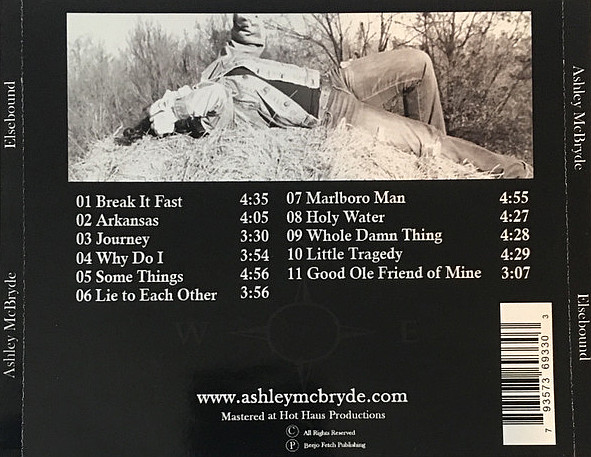 Elsebound
Ashley McBryde
01 Break It Fast 4:35
02 Arkansas 4:05
03 Journey 3:30
04 Why Do I 3:54
05 Some Things 4:56
06 Lie to Each Other 3:56
07 Marlboro Man 4:55
08 Holy Water 4:27
09 Whole Damn Thing 4:28
10 Little Tragedy 4:29
11 Good Ole Friend of Mine 3:07
W E
www.ashleymcbryde.com
Mastered at Hot Haus Productions
© All Rights Reserved
Ⓟ Beejo Fetch Publishing
7 93573 69330 3
Ashley McBryde
Elsebound